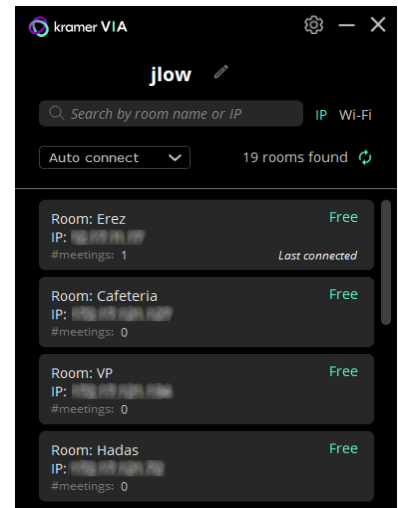 kramer VIA
jlow
Search by room name or IP
IP Wi-Fi
Auto connect
19 rooms found
Room: Erez Free
IP:
#meetings: 1 Last connected
Room: Cafeteria Free
IP:
#meetings: 0
Room: VP Free
IP:
#meetings: 0
Room: Hadas Free
IP:
#meetings: 0